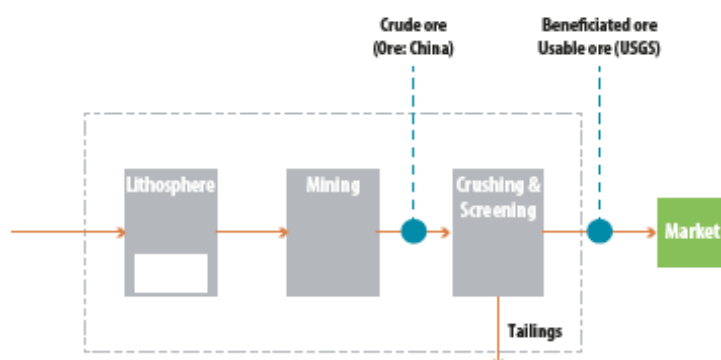 Crude ore
(Ore: China)
Beneficiated ore
Usable ore (USGS)
Lithosphere
Mining
Crushing &
Screening
Market
Tailings